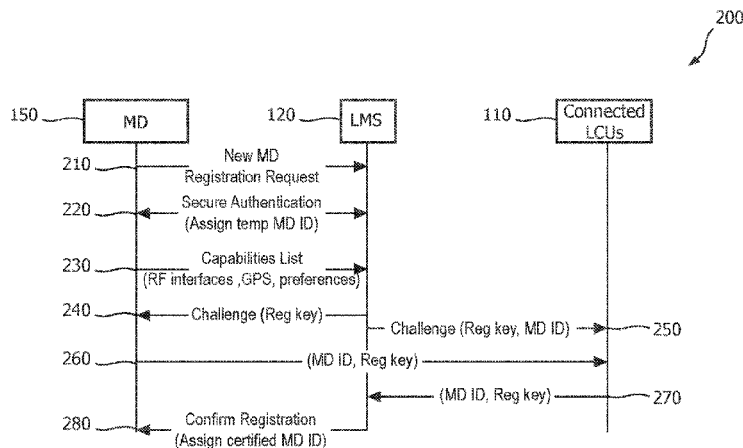 200
150
MD
120
LMS
110
Connected
LCUs
210
New MD
Registration Request
220
Secure Authentication
(Assign temp MD ID)
230
Capabilities List
(RF interfaces ,GPS, preferences)
240
Challenge (Reg key)
Challenge (Reg key, MD ID)
250
260
(MD ID, Reg key)
(MD ID, Reg key)
270
280
Confirm Registration
(Assign certified MD ID)